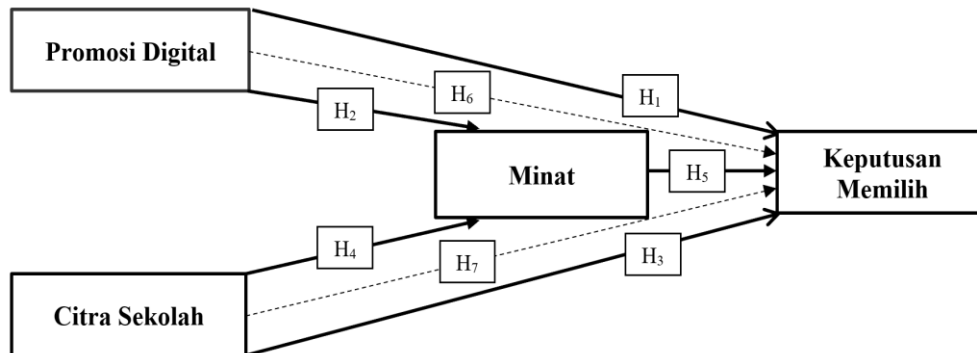 Promosi Digital
H₆
H₁
H₂
Minat
H₅
Keputusan
Memilih
H₄
H₇
H₃
Citra Sekolah